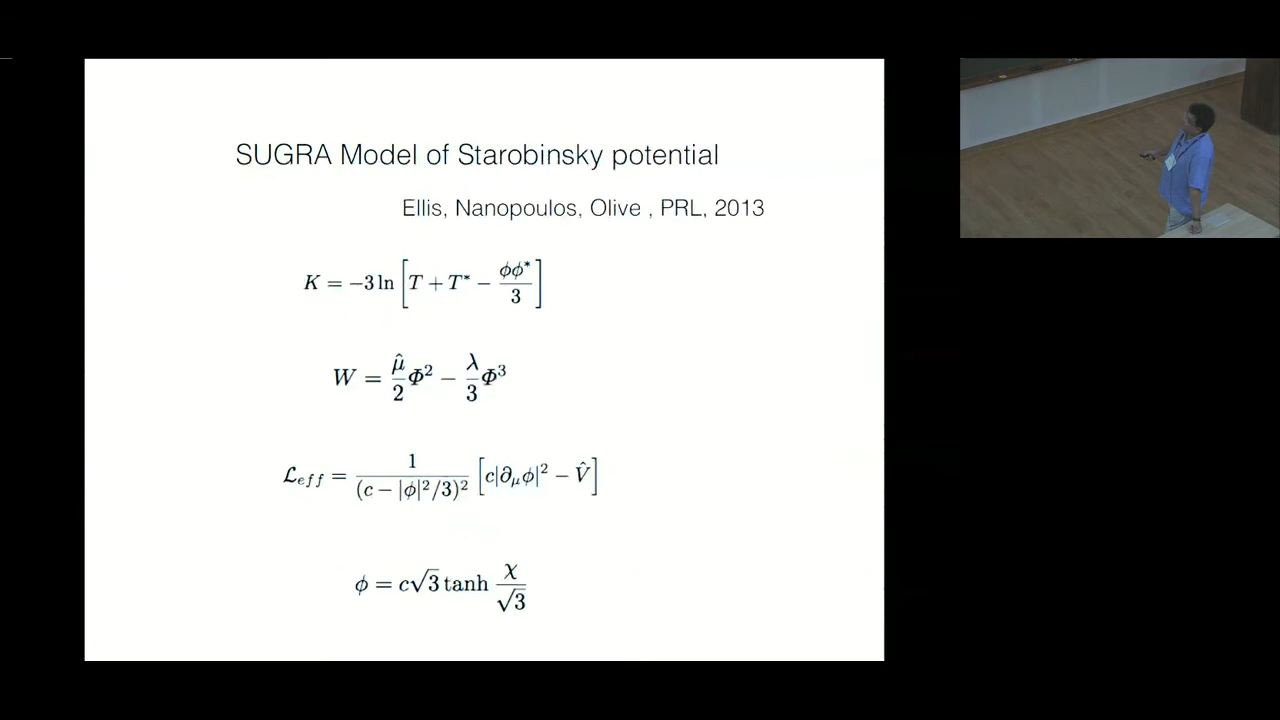 SUGRA Model of Starobinsky potential
Ellis, Nanopoulos, Olive , PRL, 2013
K = −3 ln [T + T* − ϕϕ*/3]
W = μ̂/2 Φ² − λ/3 Φ³
ℒ_eff = 1/(c − |ϕ|²/3)² [c|∂_μϕ|² − V̂]
ϕ = c√3 tanh χ/√3